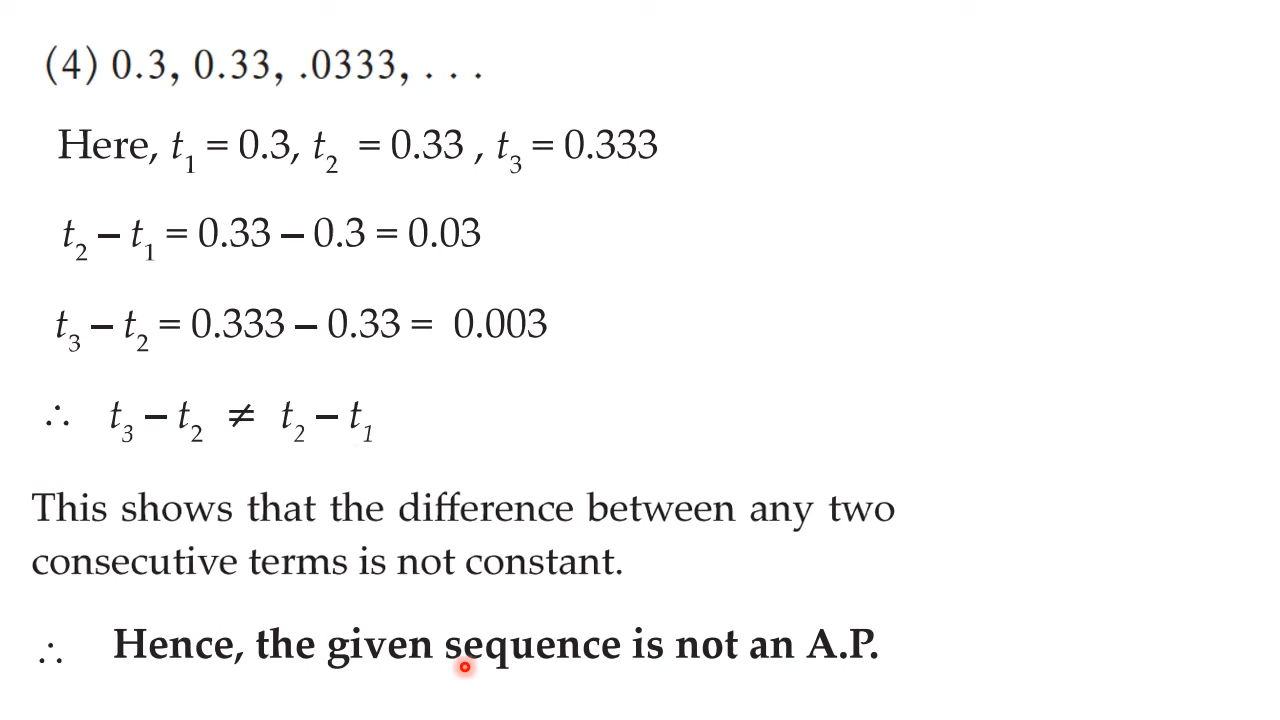 (4) 0.3, 0.33, .0333, . . .
Here, t₁ = 0.3, t₂ = 0.33 , t₃ = 0.333
t₂ – t₁ = 0.33 – 0.3 = 0.03
t₃ – t₂ = 0.333 – 0.33 = 0.003
∴ t₃ – t₂ ≠ t₂ – t₁
This shows that the difference between any two
consecutive terms is not constant.
∴ Hence, the given sequence is not an A.P.